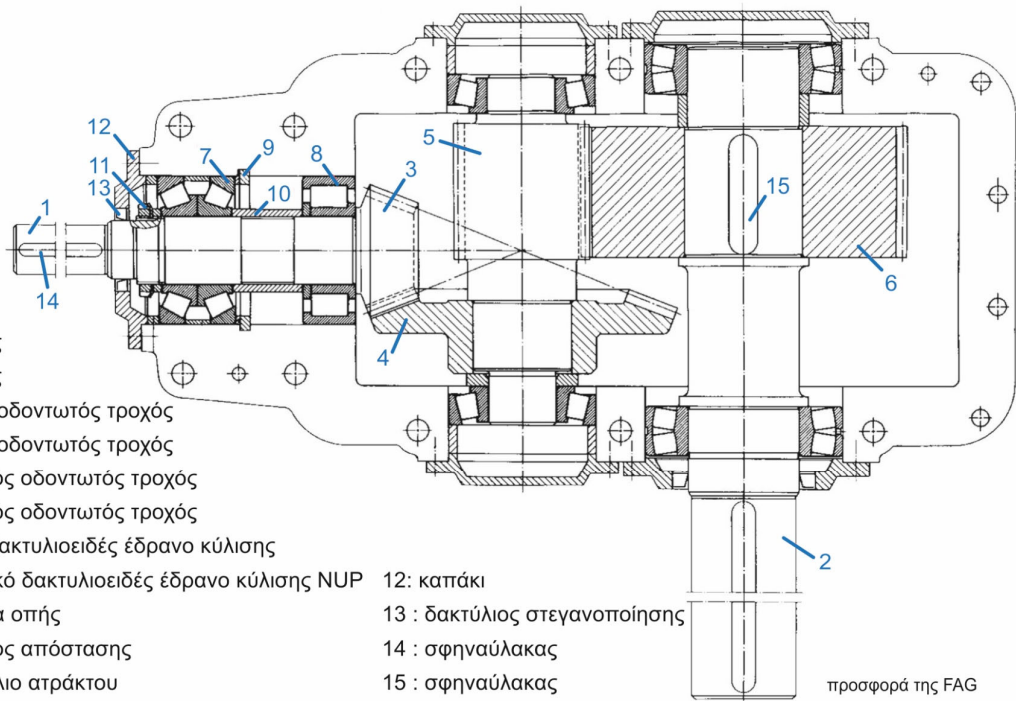 12
11
13
7
9
8
10
1
14
3
4
5
15
6
2
ς
ς
οδοντωτός τροχός
οδοντωτός τροχός
ος οδοντωτός τροχός
ος οδοντωτός τροχός
ακτυλιοειδές έδρανο κύλισης
κό δακτυλιοειδές έδρανο κύλισης NUP
α οπής
ος απόστασης
λιο ατράκτου
12: καπάκι
13 : δακτύλιος στεγανοποίησης
14 : σφηναύλακας
15 : σφηναύλακας
προσφορά της FAG